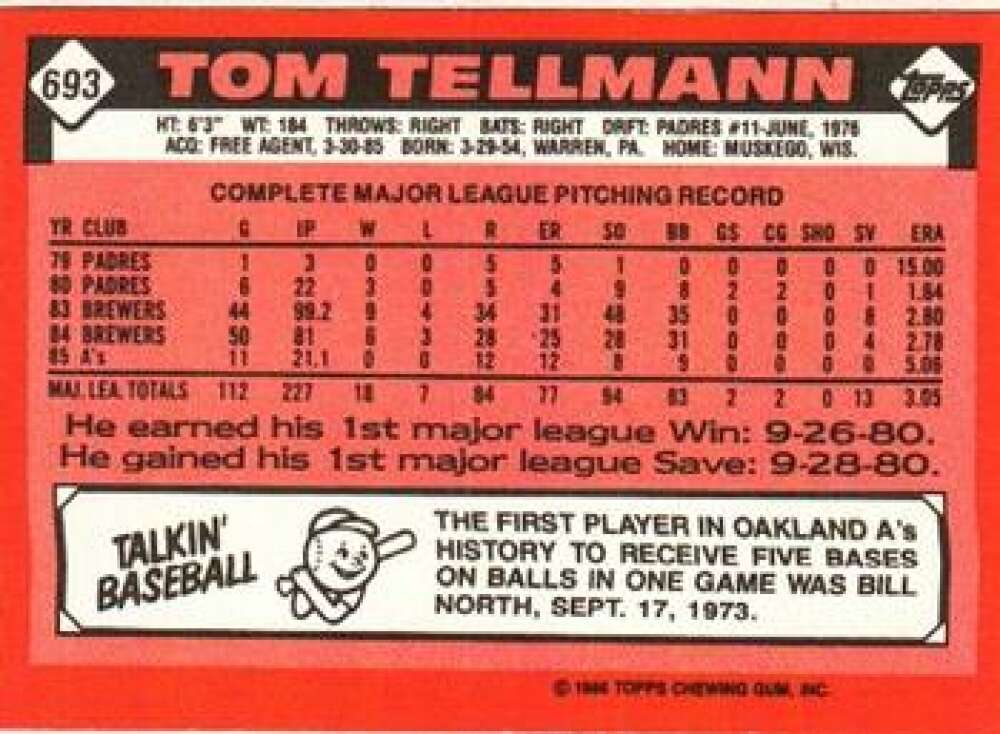 693 TOM TELLMANN Topps
HT: 6'3" WT: 184 THROWS: RIGHT BATS: RIGHT DRFT: PADRES #11-JUNE, 1976
ACQ: FREE AGENT, 3-30-85 BORN: 3-29-54, WARREN, PA. HOME: MUSKEGO, WIS.
COMPLETE MAJOR LEAGUE PITCHING RECORD
YR CLUB G IP W L R ER SO BB GS CG SHO SV ERA
79 PADRES 1 3 0 0 5 5 1 0 0 0 0 0 15.00
80 PADRES 6 22 3 0 5 4 9 8 2 2 0 1 1.64
83 BREWERS 44 99.2 9 4 34 31 48 35 0 0 0 8 2.80
84 BREWERS 50 81 6 3 28 25 28 31 0 0 0 4 2.78
85 A's 11 21.1 0 0 12 12 8 9 0 0 0 0 5.06
MAJ. LEA. TOTALS 112 227 18 7 84 77 94 83 2 2 0 13 3.05
He earned his 1st major league Win: 9-26-80.
He gained his 1st major league Save: 9-28-80.
TALKIN'
BASEBALL
THE FIRST PLAYER IN OAKLAND A's
HISTORY TO RECEIVE FIVE BASES
ON BALLS IN ONE GAME WAS BILL
NORTH, SEPT. 17, 1973.
© 1986 TOPPS CHEWING GUM, INC.